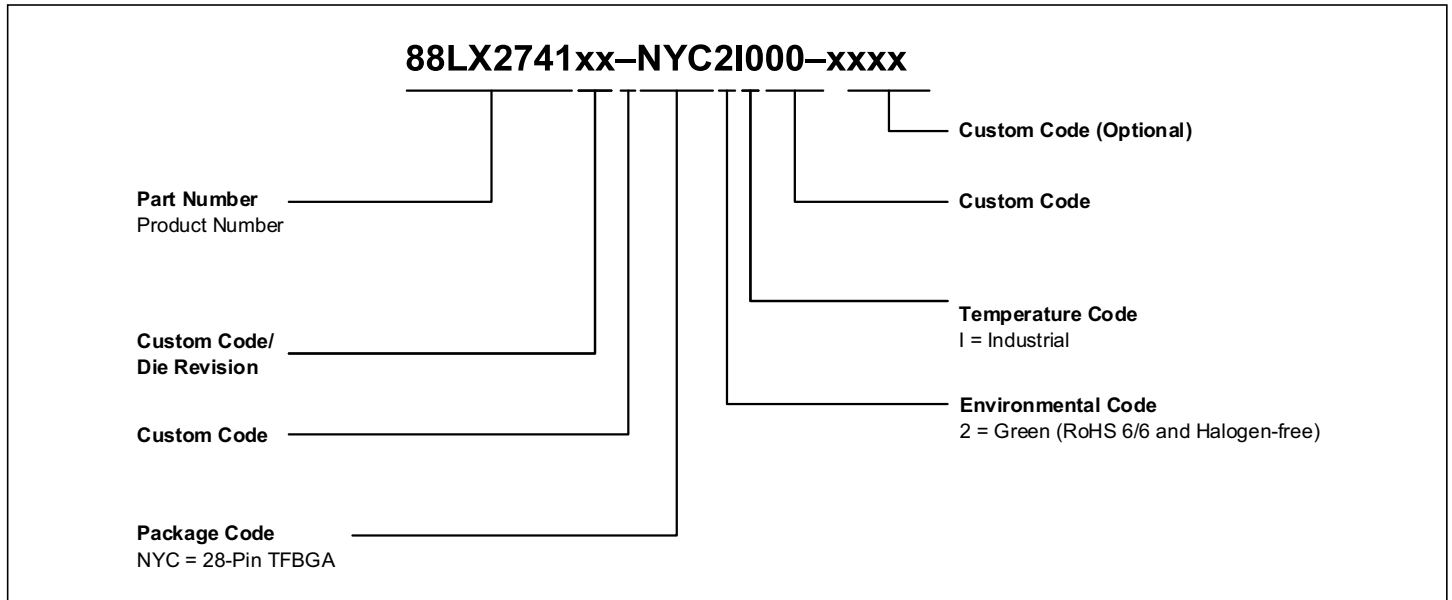 88LX2741xx–NYC2I000–xxxx
Custom Code (Optional)
Part Number
Product Number
Custom Code
Custom Code/
Die Revision
Temperature Code
I = Industrial
Custom Code
Environmental Code
2 = Green (RoHS 6/6 and Halogen-free)
Package Code
NYC = 28-Pin TFBGA